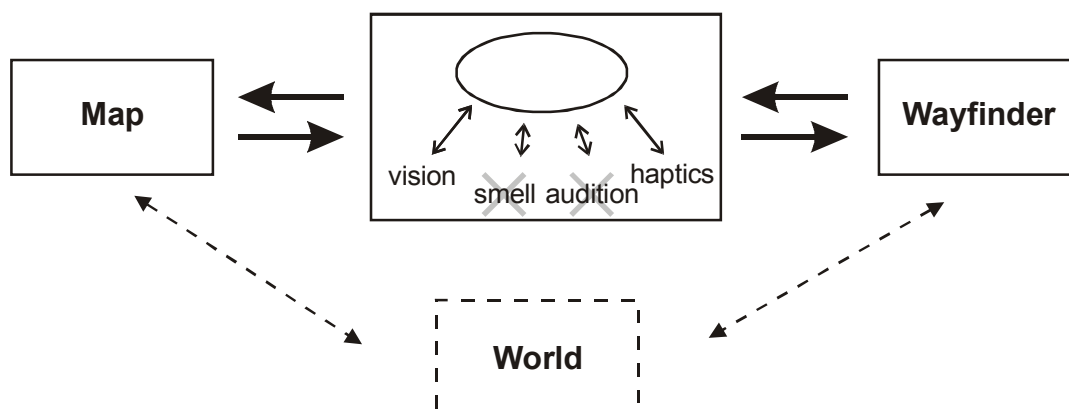 Map
Wayfinder
vision
smell audition
haptics
World